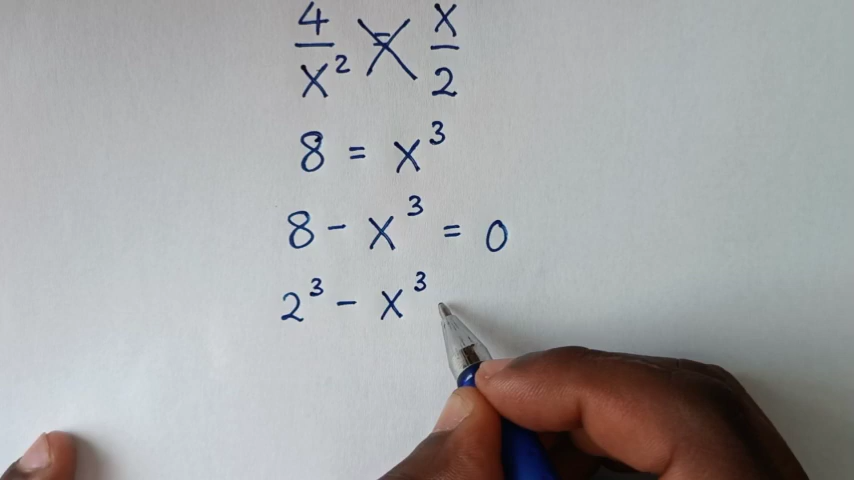 4/x² = x/2
8 = x³
8 - x³ = 0
2³ - x³